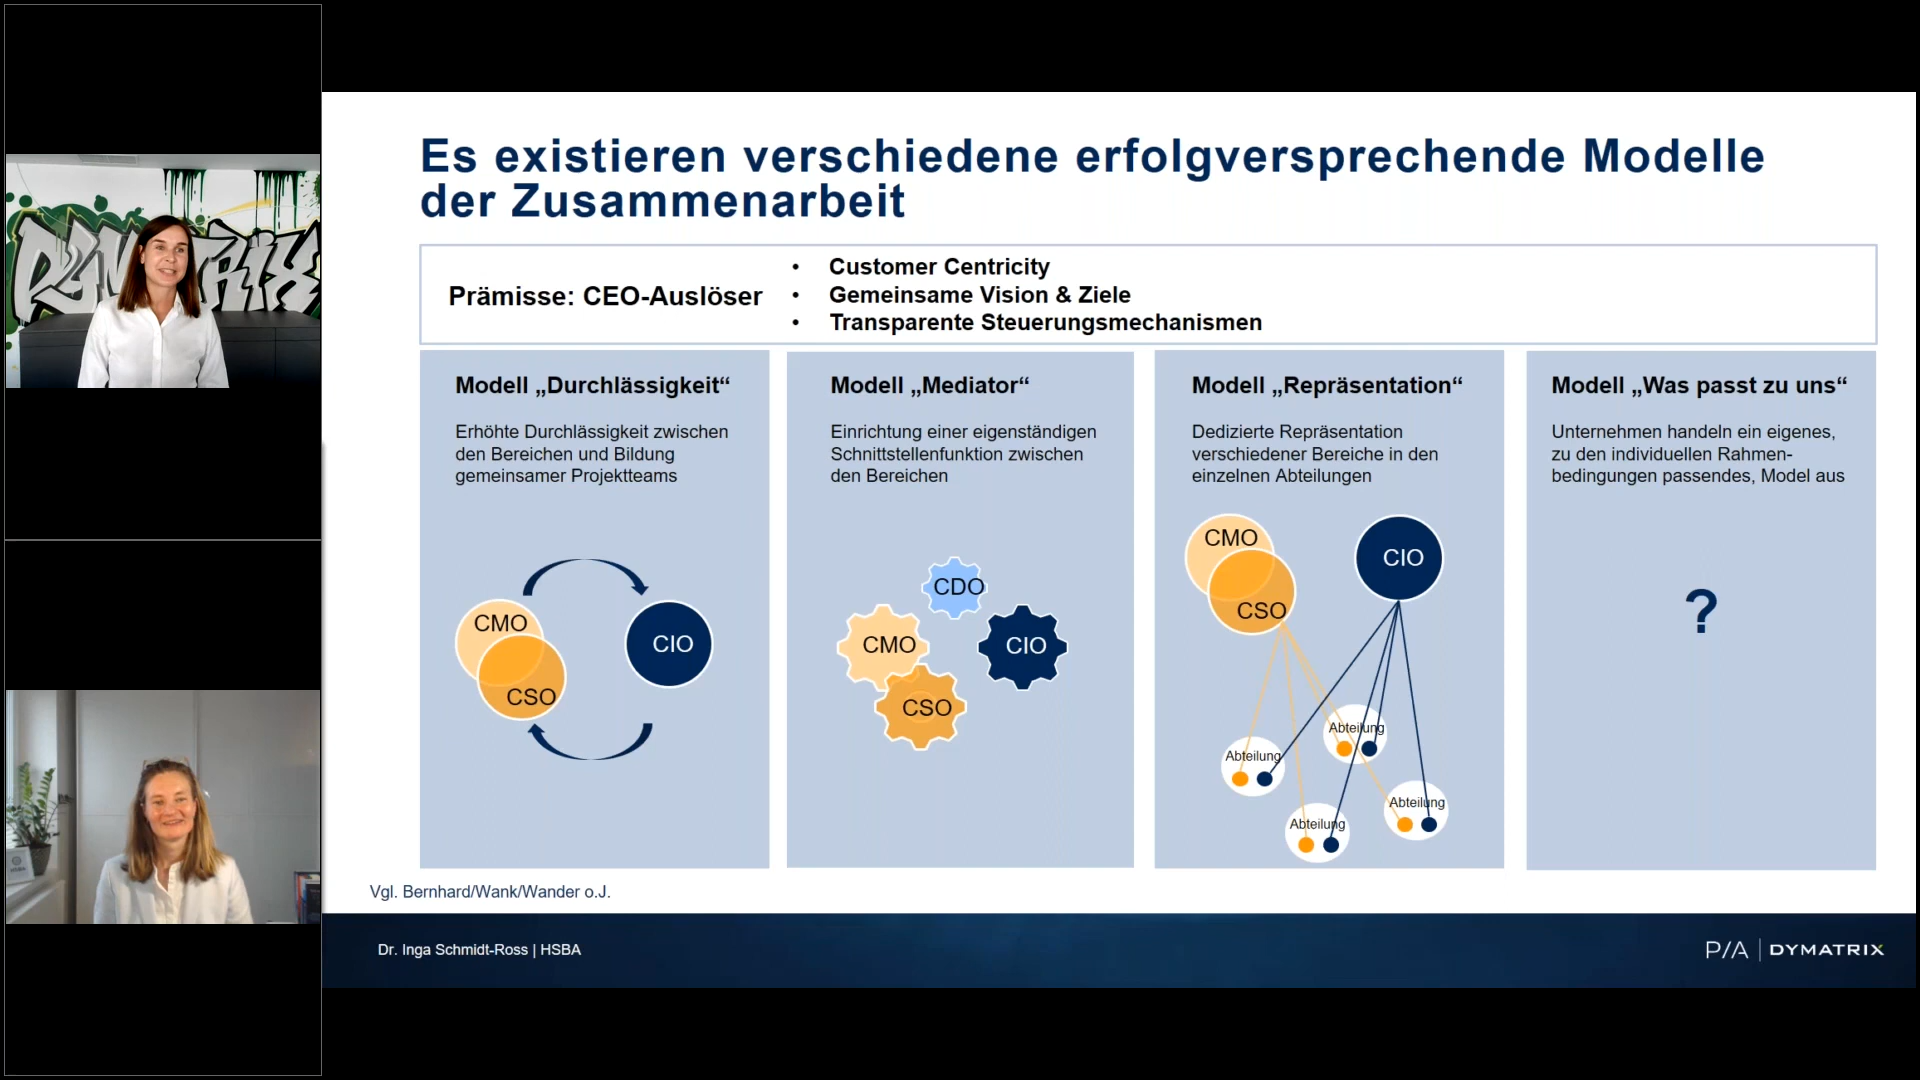 DYMATRIX
Es existieren verschiedene erfolgversprechende Modelle
der Zusammenarbeit
Prämisse: CEO-Auslöser
• Customer Centricity
• Gemeinsame Vision & Ziele
• Transparente Steuerungsmechanismen
Modell „Durchlässigkeit“
Erhöhte Durchlässigkeit zwischen
den Bereichen und Bildung
gemeinsamer Projektteams
CMO
CSO
CIO
Modell „Mediator“
Einrichtung einer eigenständigen
Schnittstellenfunktion zwischen
den Bereichen
CDO
CMO
CIO
CSO
Modell „Repräsentation“
Dedizierte Repräsentation
verschiedener Bereiche in den
einzelnen Abteilungen
CMO
CSO
CIO
Abteilung
Abteilung
Abteilung
Abteilung
Modell „Was passt zu uns“
Unternehmen handeln ein eigenes,
zu den individuellen Rahmen-
bedingungen passendes, Model aus
?
Vgl. Bernhard/Wank/Wander o.J.
Dr. Inga Schmidt-Ross | HSBA
P/A | DYMATRIX